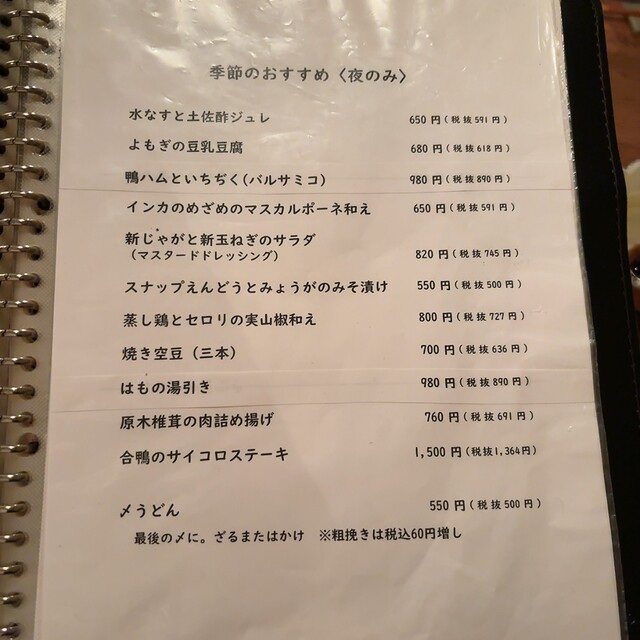 季節のおすすめ〈夜のみ〉
水なすと土佐酢ジュレ 650円(税抜591円)
よもぎの豆乳豆腐 680円(税抜618円)
鴨ハムといちぢく(バルサミコ) 980円(税抜890円)
インカのめざめのマスカルポーネ和え 650円(税抜591円)
新じゃがと新玉ねぎのサラダ
(マスタードドレッシング) 820円(税抜745円)
スナップえんどうとみょうがのみそ漬け 550円(税抜500円)
蒸し鶏とセロリの実山椒和え 800円(税抜727円)
焼き空豆(三本) 700円(税抜636円)
はもの湯引き 980円(税抜890円)
原木椎茸の肉詰め揚げ 760円(税抜691円)
合鴨のサイコロステーキ 1,500円(税抜1,364円)
〆うどん 550円(税抜500円)
最後の〆に。ざるまたはかけ ※粗挽きは税込60円増し